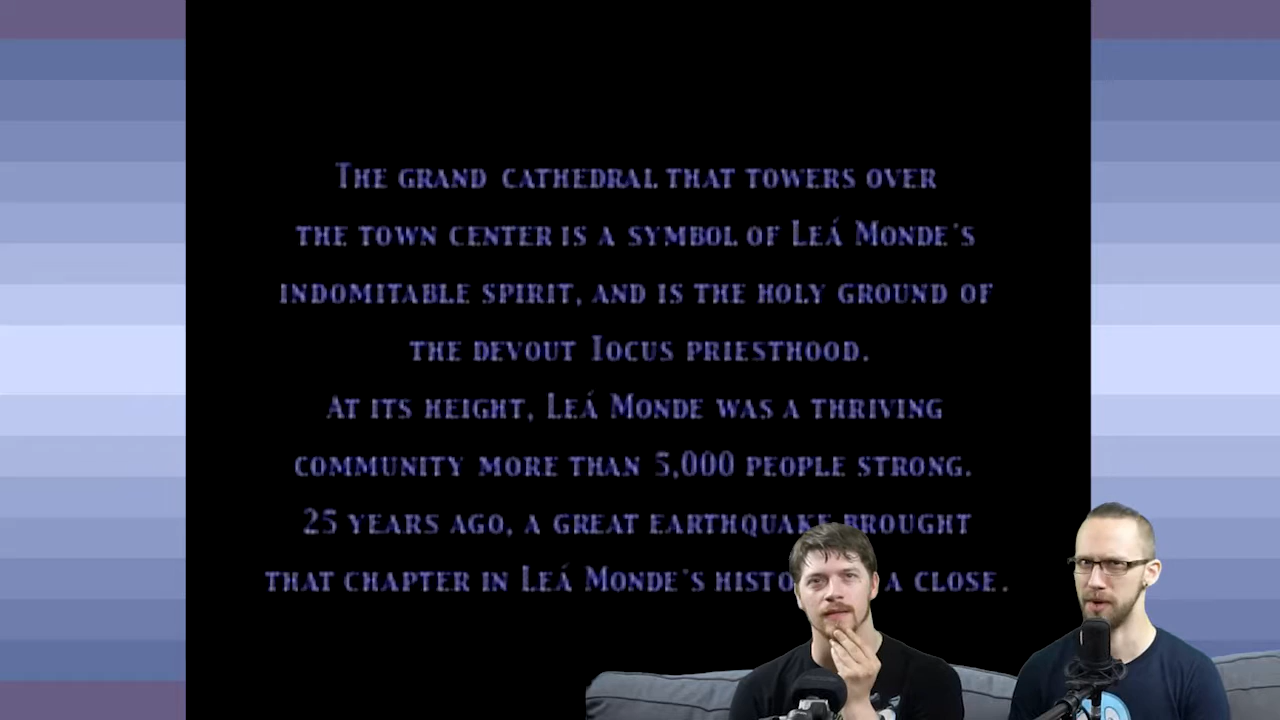 The grand cathedral that towers over
the town center is a symbol of Leá Monde's
indomitable spirit, and is the holy ground of
the devout Iocus priesthood.
At its height, Leá Monde was a thriving
community more than 5,000 people strong.
25 years ago, a great earthquake brought
that chapter in Leá Monde's histo a close.